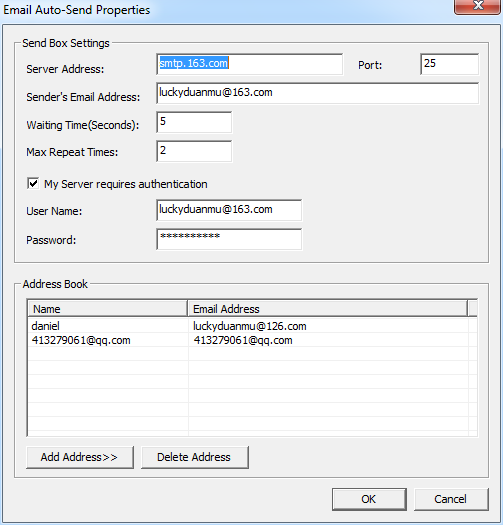 Email Auto-Send Properties
Send Box Settings
Server Address: smtp.163.com Port: 25
Sender's Email Address: luckyduanmu@163.com
Waiting Time(Seconds): 5
Max Repeat Times: 2
My Server requires authentication
User Name: luckyduanmu@163.com
Password: **********
Address Book
Name Email Address
daniel luckyduanmu@126.com
413279061@qq.com 413279061@qq.com
Add Address>> Delete Address
OK Cancel